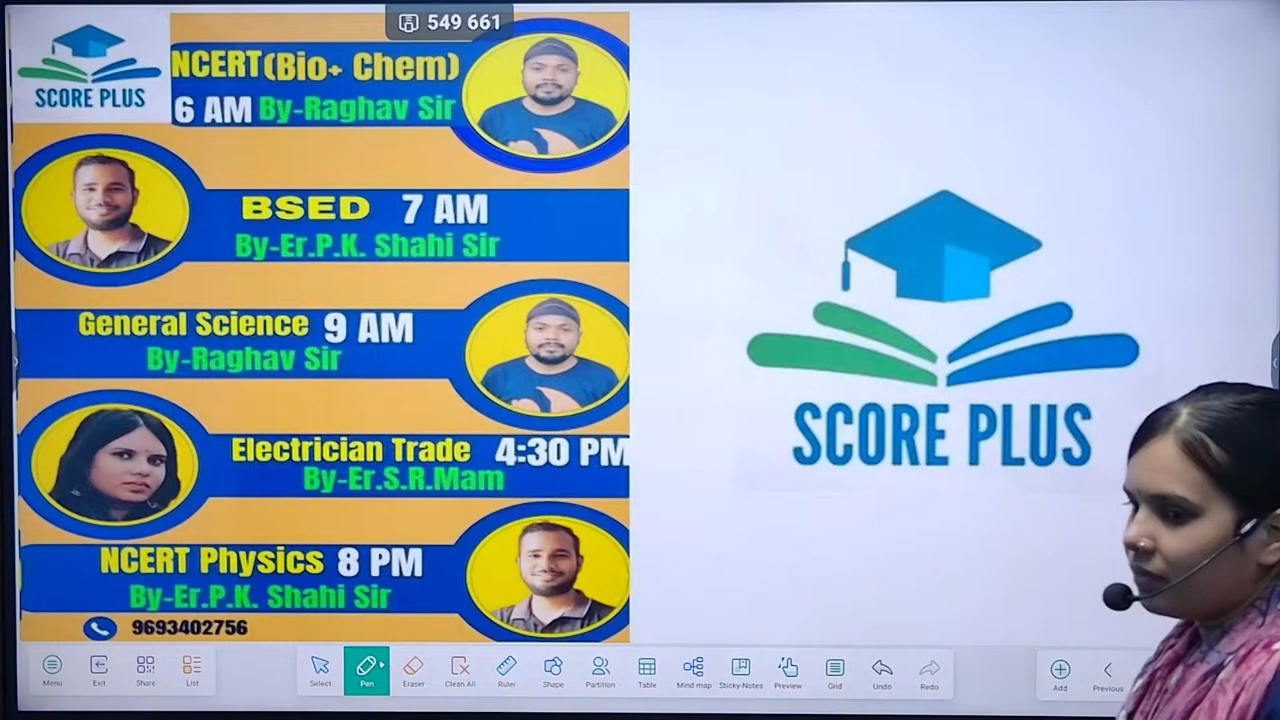 549 661
SCORE PLUS
NCERT(Bio+ Chem)
6 AM By-Raghav Sir
BSED 7 AM
By-Er.P.K. Shahi Sir
General Science 9 AM
By-Raghav Sir
Electrician Trade 4:30 PM
By-Er.S.R.Mam
NCERT Physics 8 PM
By-Er.P.K. Shahi Sir
9693402756
SCORE PLUS
Menu Exit Share List Select Pen Eraser Clean All Ruler Shape Partition Table Mind map Sticky-Notes Preview Grid Undo Redo Add Previous